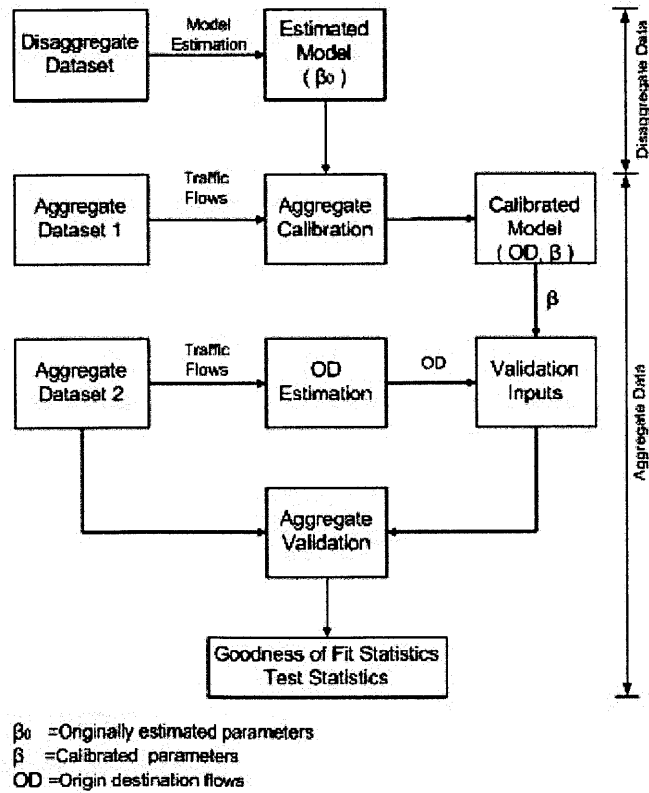 Disaggregate
Dataset
Model
Estimation
Estimated
Model
( β₀ )
Disaggregate Data
Aggregate
Dataset 1
Traffic
Flows
Aggregate
Calibration
Calibrated
Model
( OD, β )
β
Aggregate
Dataset 2
Traffic
Flows
OD
Estimation
OD
Validation
Inputs
Aggregate Data
Aggregate
Validation
Goodness of Fit Statistics
Test Statistics
β₀ =Originally estimated parameters
β =Calibrated parameters
OD =Origin destination flows